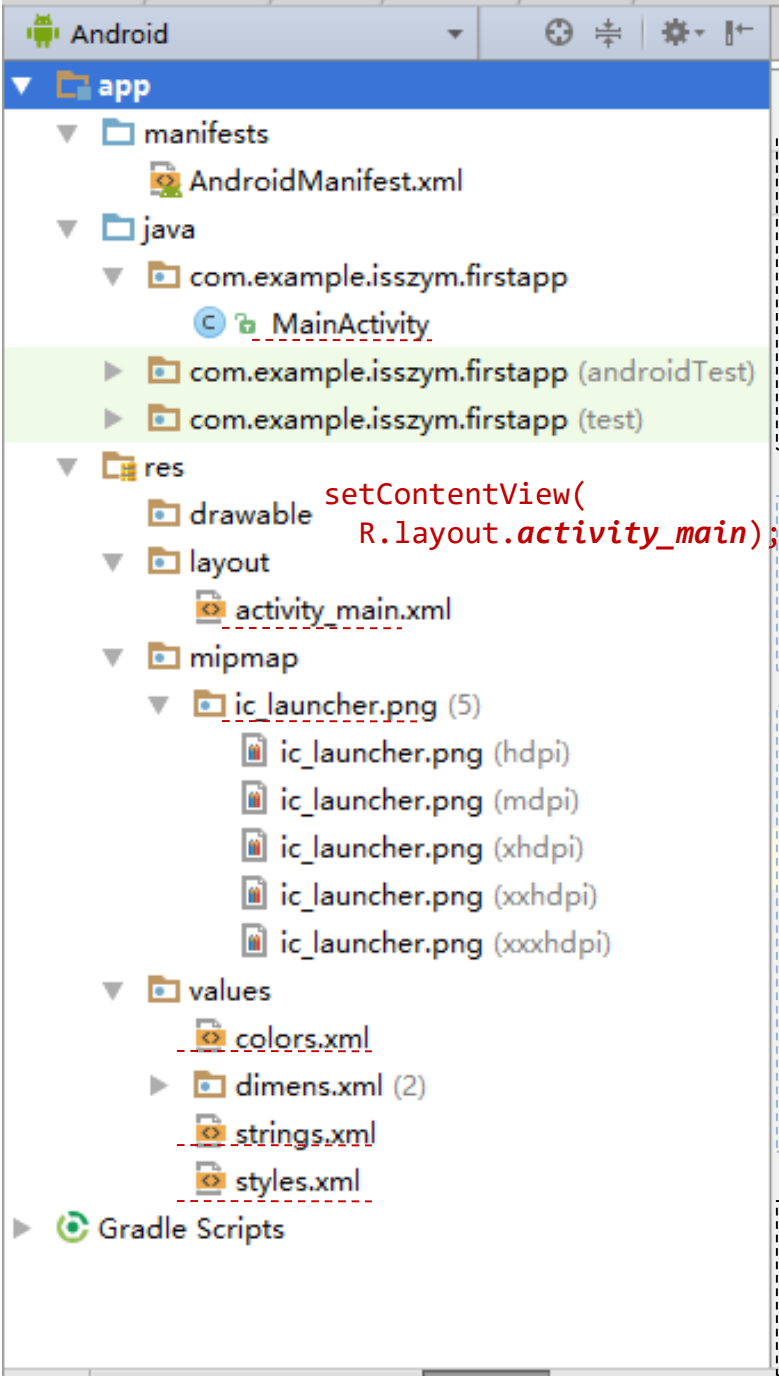 Android
app
manifests
AndroidManifest.xml
java
com.example.isszym.firstapp
MainActivity
com.example.isszym.firstapp (androidTest)
com.example.isszym.firstapp (test)
res
drawable
setContentView(
R.layout.activity_main);
layout
activity_main.xml
mipmap
ic_launcher.png (5)
ic_launcher.png (hdpi)
ic_launcher.png (mdpi)
ic_launcher.png (xhdpi)
ic_launcher.png (xxhdpi)
ic_launcher.png (xxxhdpi)
values
colors.xml
dimens.xml (2)
strings.xml
styles.xml
Gradle Scripts